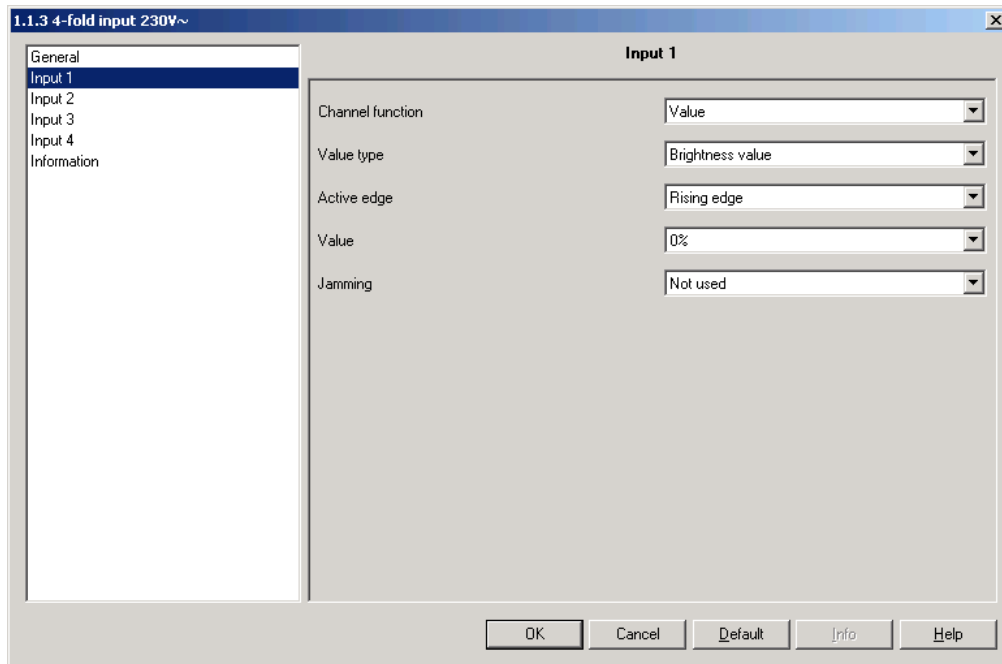 1.1.3 4-fold input 230V~
General
Input 1
Input 2
Input 3
Input 4
Information
Input 1
Channel function Value
Value type Brightness value
Active edge Rising edge
Value 0%
Jamming Not used
OK Cancel Default Info Help